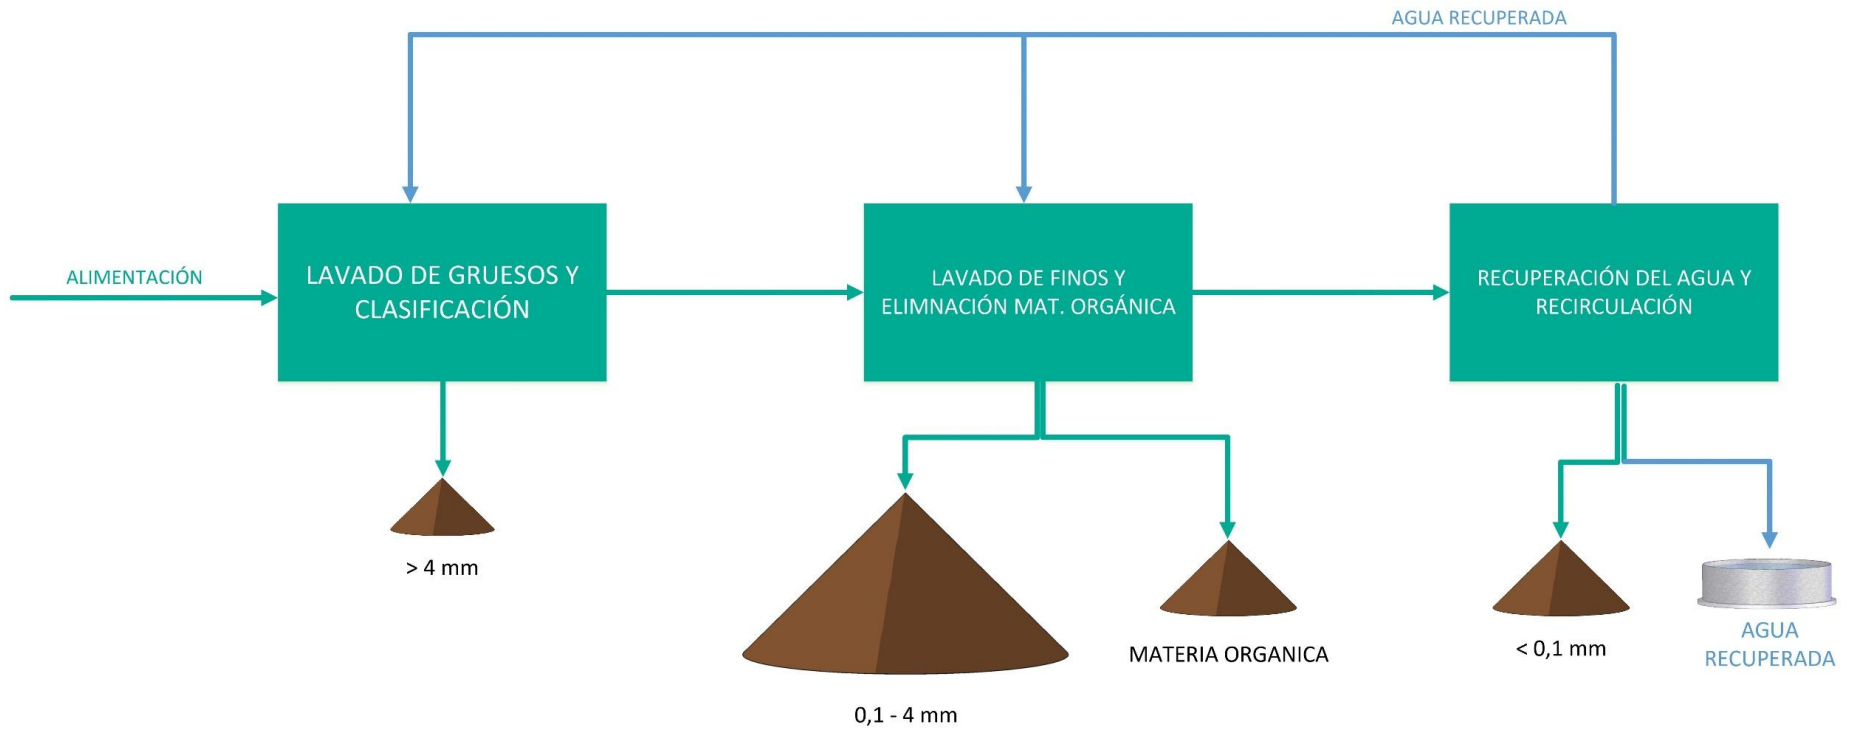 AGUA RECUPERADA
ALIMENTACIÓN
LAVADO DE GRUESOS Y
CLASIFICACIÓN
LAVADO DE FINOS Y
ELIMNACIÓN MAT. ORGÁNICA
RECUPERACIÓN DEL AGUA Y
RECIRCULACIÓN
> 4 mm
0,1 - 4 mm
MATERIA ORGANICA
< 0,1 mm
AGUA
RECUPERADA